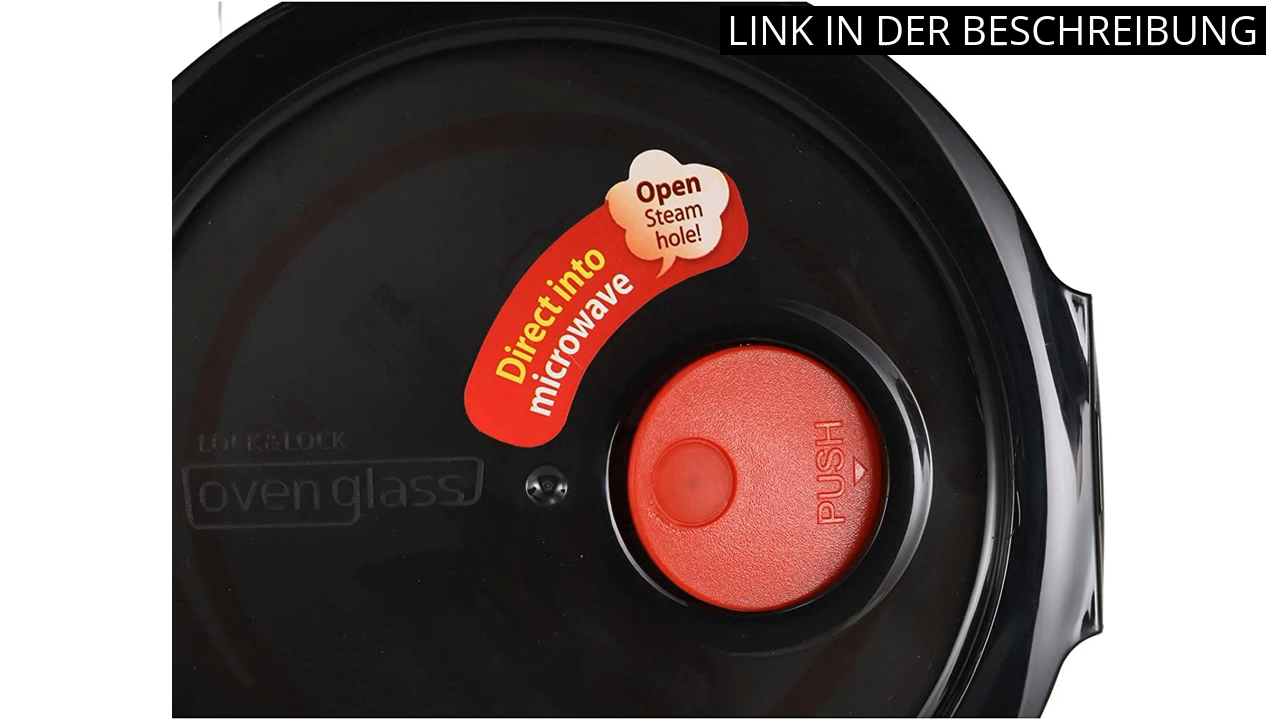 LINK IN DER BESCHREIBUNG
Open
Steam
hole!
Direct into
microwave
PUSH
LOCK&LOCK
oven glass